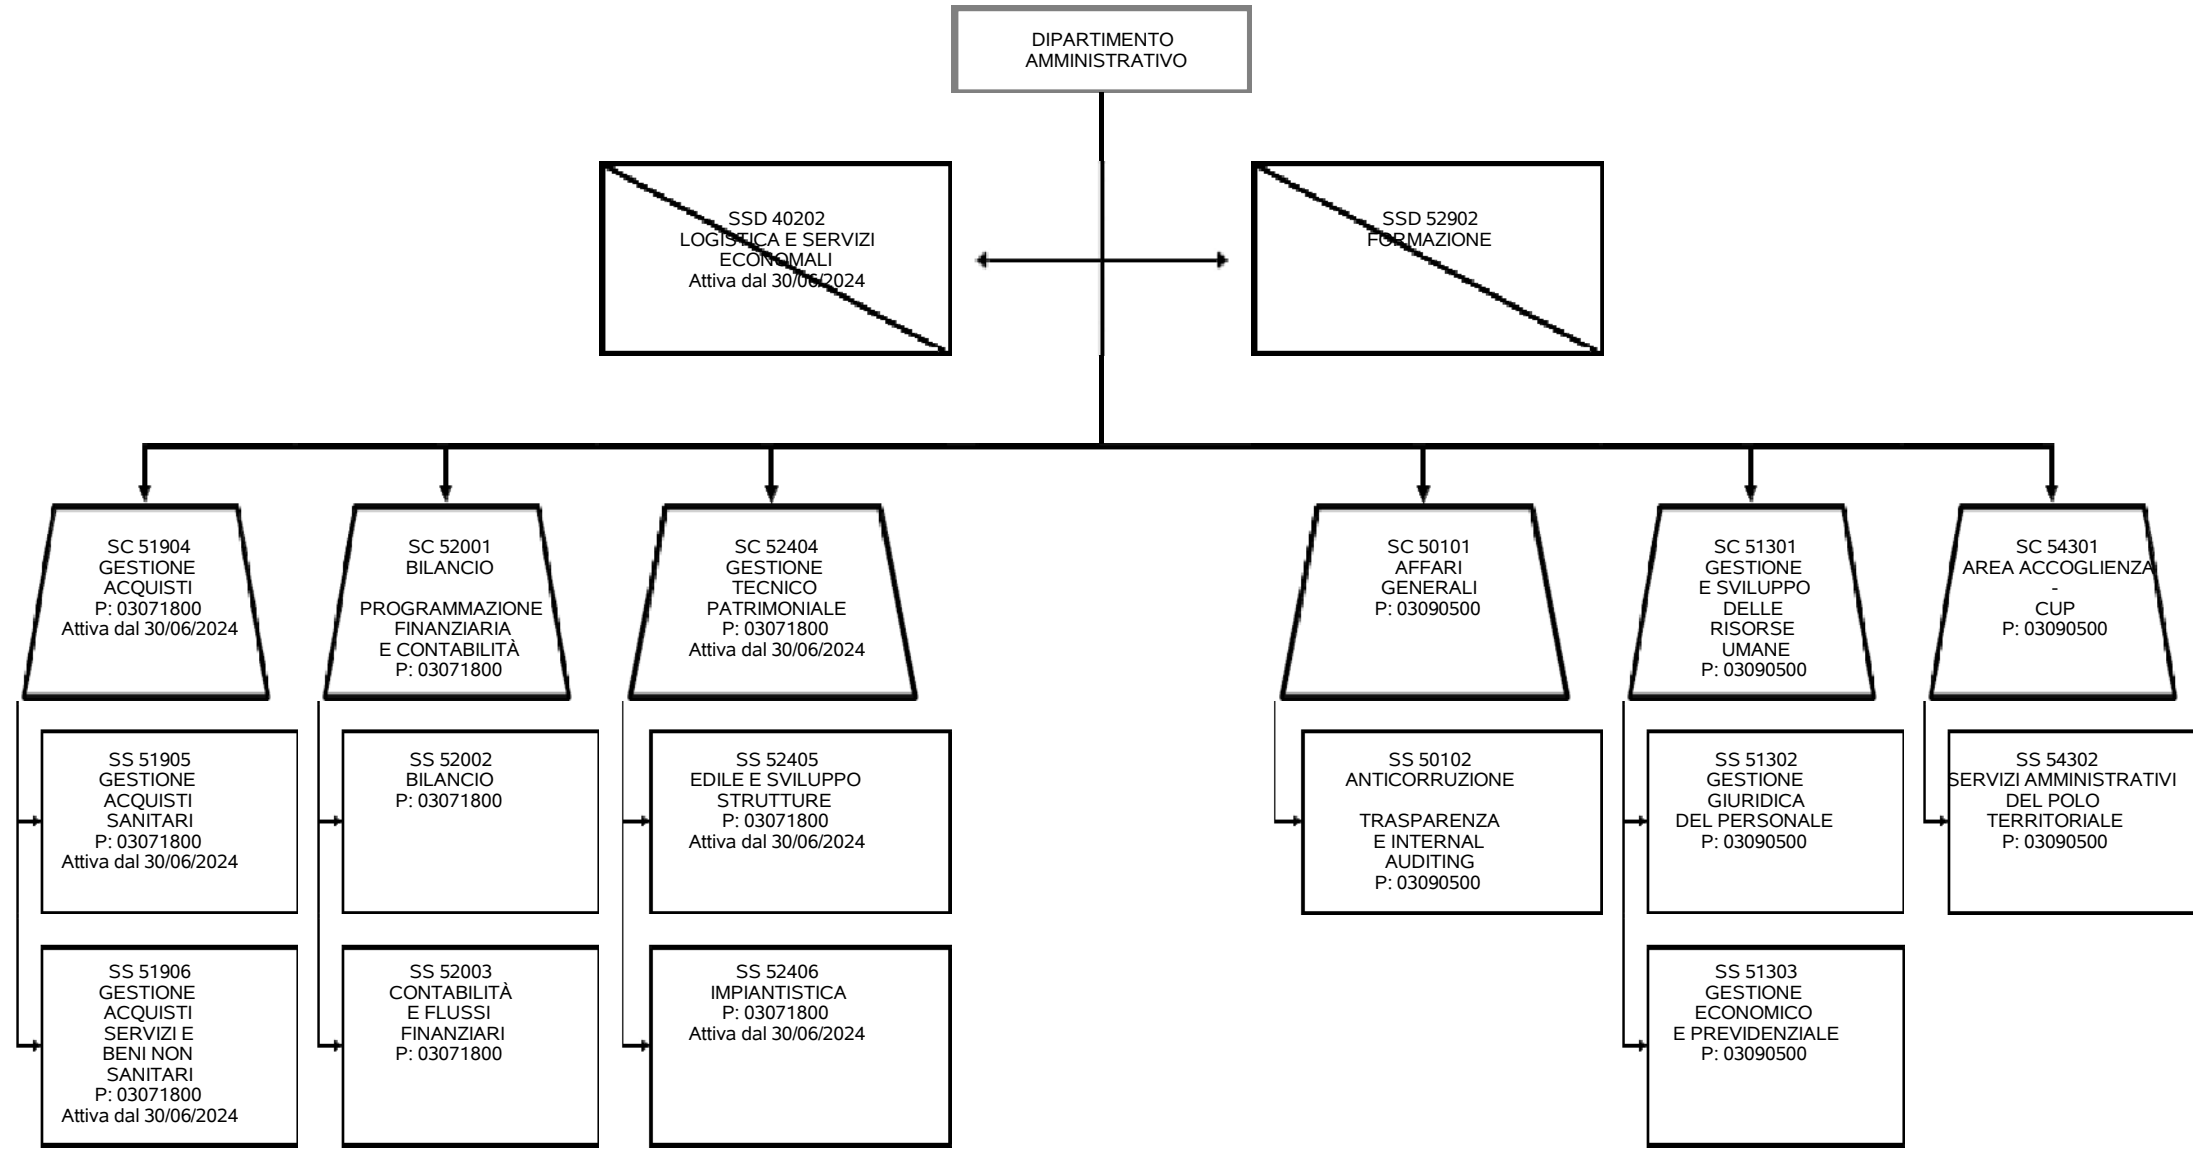 DIPARTIMENTO
AMMINISTRATIVO
SSD 40202
LOGISTICA E SERVIZI
ECONOMALI
Attiva dal 30/06/2024
SSD 52902
FORMAZIONE
SC 51904
GESTIONE
ACQUISTI
P: 03071800
Attiva dal 30/06/2024
SC 52001
BILANCIO
PROGRAMMAZIONE
FINANZIARIA
E CONTABILITÀ
P: 03071800
SC 52404
GESTIONE
TECNICO
PATRIMONIALE
P: 03071800
Attiva dal 30/06/2024
SC 50101
AFFARI
GENERALI
P: 03090500
SC 51301
GESTIONE
E SVILUPPO
DELLE
RISORSE
UMANE
P: 03090500
SC 54301
AREA ACCOGLIENZA
-
CUP
P: 03090500
SS 51905
GESTIONE
ACQUISTI
SANITARI
P: 03071800
Attiva dal 30/06/2024
SS 52002
BILANCIO
P: 03071800
SS 52405
EDILE E SVILUPPO
STRUTTURE
P: 03071800
Attiva dal 30/06/2024
SS 50102
ANTICORRUZIONE
TRASPARENZA
E INTERNAL
AUDITING
P: 03090500
SS 51302
GESTIONE
GIURIDICA
DEL PERSONALE
P: 03090500
SS 54302
SERVIZI AMMINISTRATIVI
DEL POLO
TERRITORIALE
P: 03090500
SS 51906
GESTIONE
ACQUISTI
SERVIZI E
BENI NON
SANITARI
P: 03071800
Attiva dal 30/06/2024
SS 52003
CONTABILITÀ
E FLUSSI
FINANZIARI
P: 03071800
SS 52406
IMPIANTISTICA
P: 03071800
Attiva dal 30/06/2024
SS 51303
GESTIONE
ECONOMICO
E PREVIDENZIALE
P: 03090500